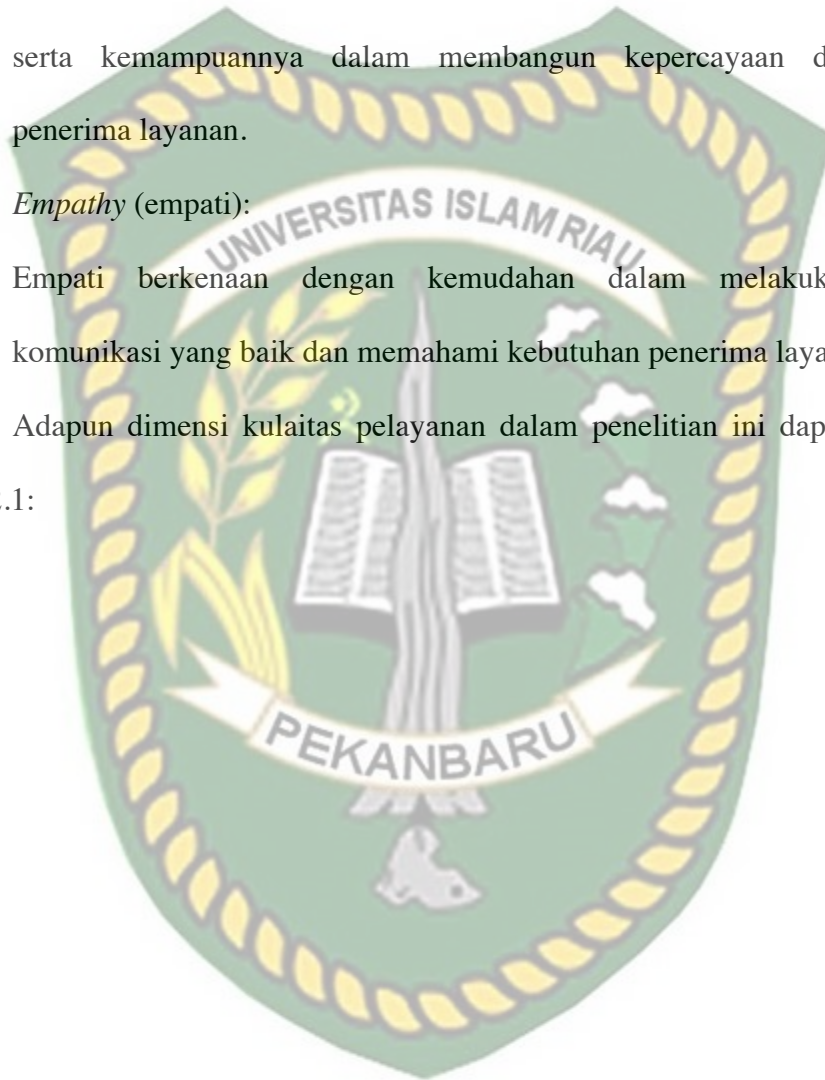 serta kemampuannya dalam membangun kepercayaan d
penerima layanan.
Empathy (empati):
UNIVERSITAS ISLAM RIAU
Empati berkenaan dengan kemudahan dalam melakuk
komunikasi yang baik dan memahami kebutuhan penerima laya
Adapun dimensi kulaitas pelayanan dalam penelitian ini dap
.1:
PEKANBARU